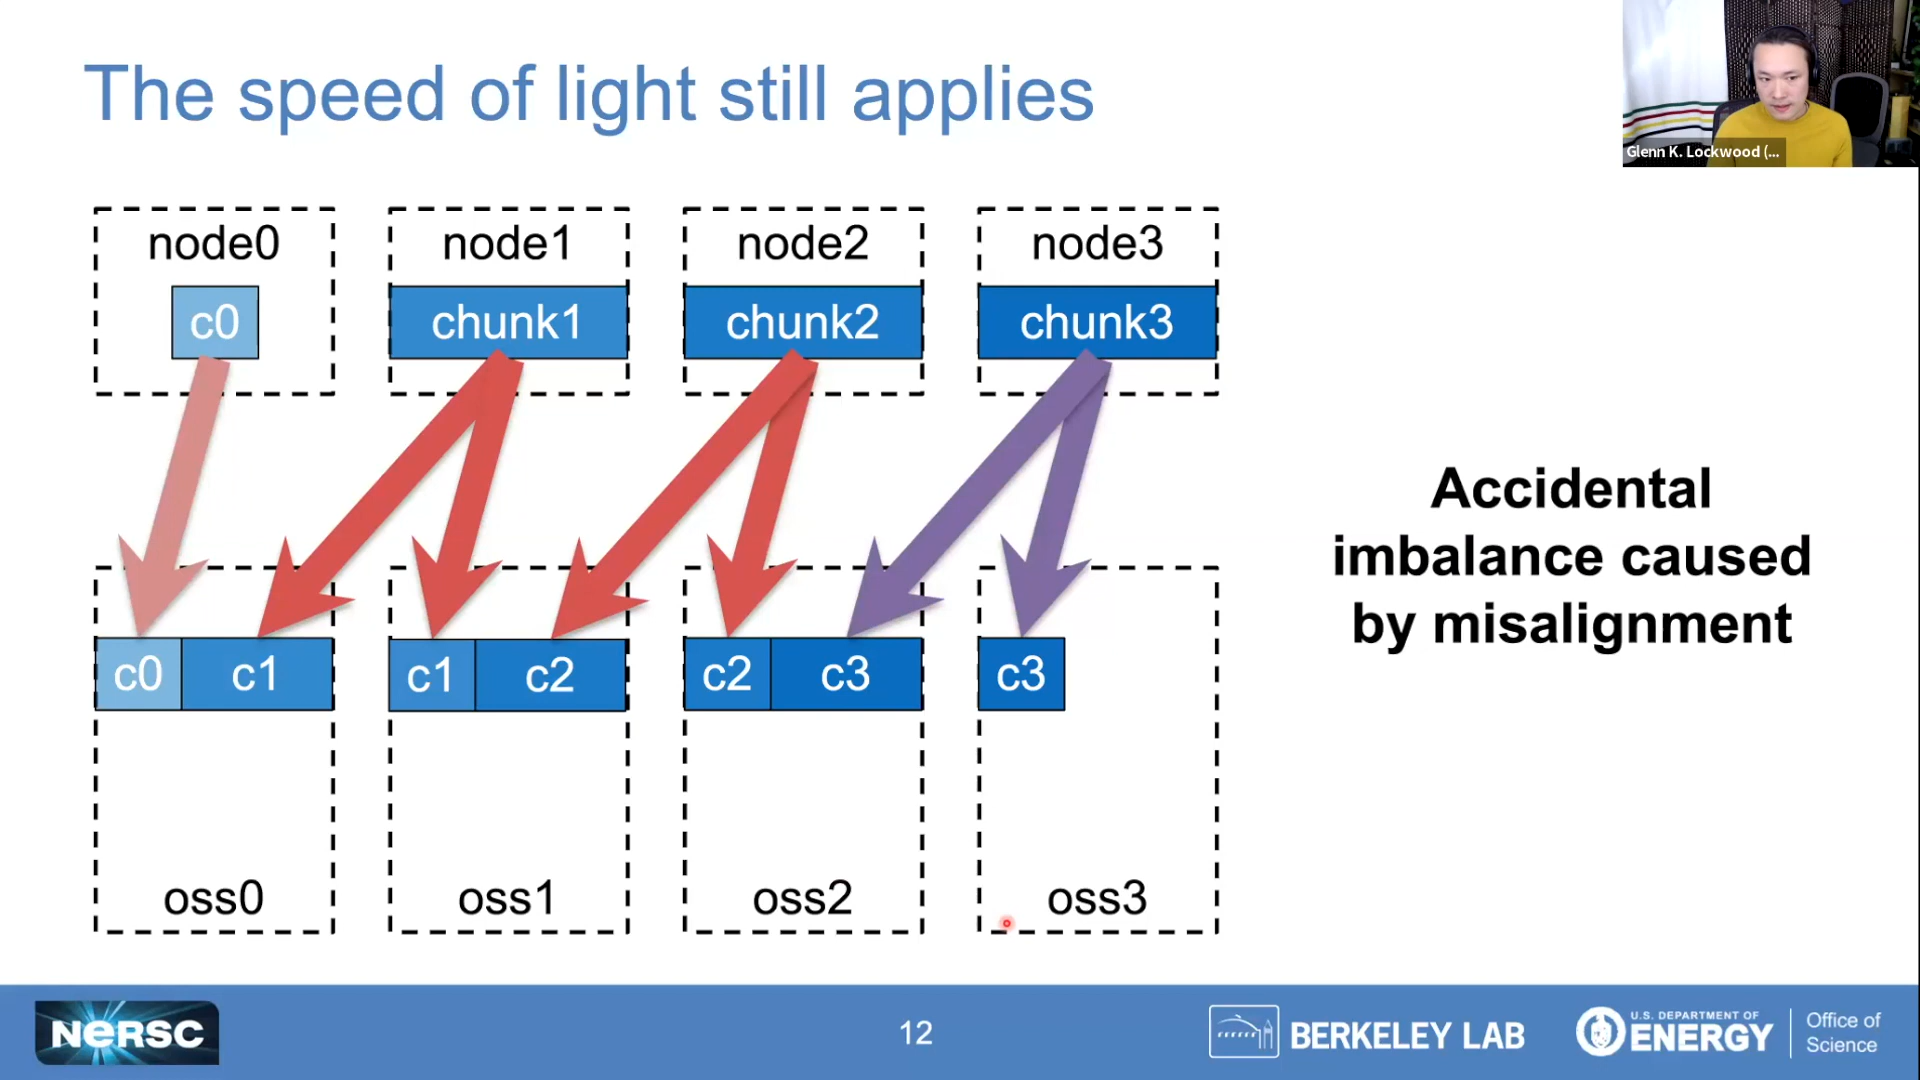 The speed of light still applies
Glenn K. Lockwood (...
node0
node1
node2
node3
c0
chunk1
chunk2
chunk3
Accidental
imbalance caused
by misalignment
c0 c1
c1 c2
c2 c3
c3
oss0
oss1
oss2
oss3
NeRSC
12
BERKELEY LAB
U.S. DEPARTMENT OF
ENERGY
Office of
Science